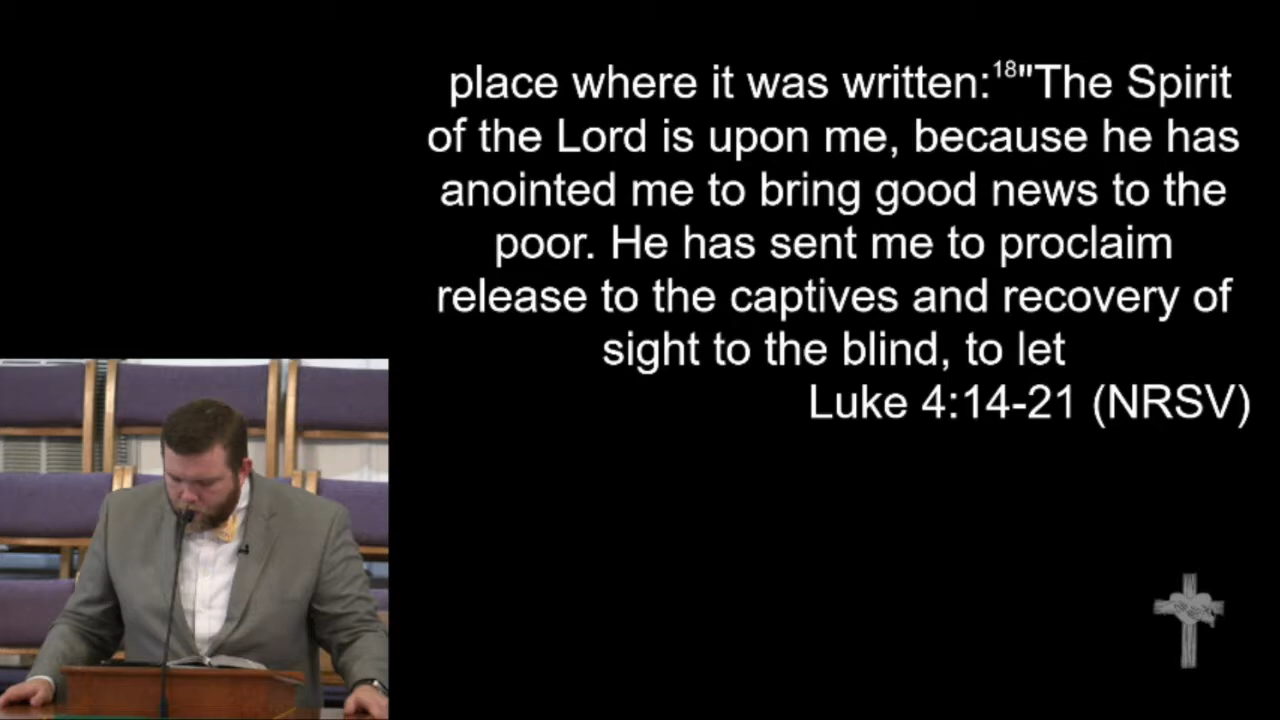 place where it was written:18"The Spirit
of the Lord is upon me, because he has
anointed me to bring good news to the
poor. He has sent me to proclaim
release to the captives and recovery of
sight to the blind, to let
Luke 4:14-21 (NRSV)